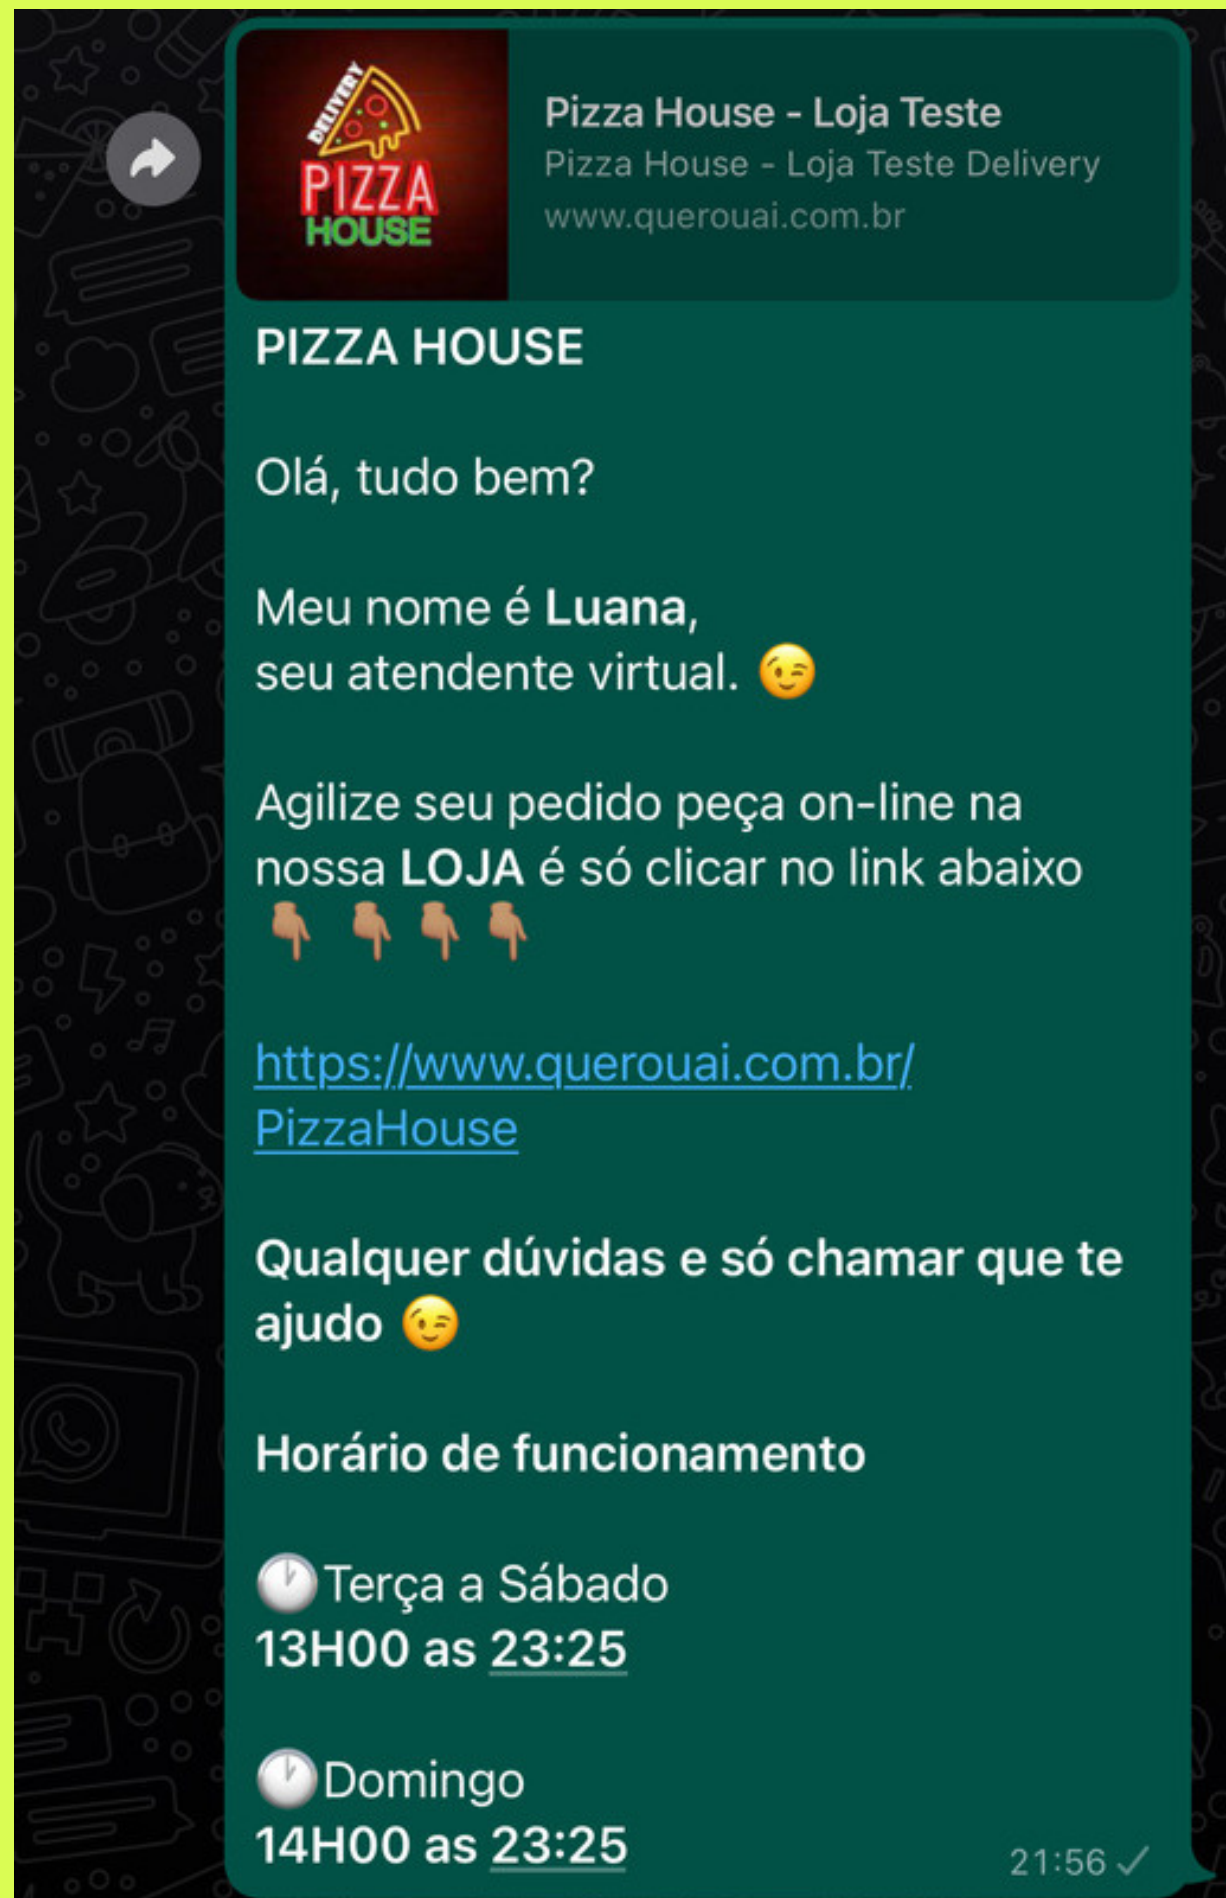 DELIVERY
PIZZA
HOUSE
Pizza House - Loja Teste
Pizza House - Loja Teste Delivery
www.querouai.com.br
PIZZA HOUSE
Olá, tudo bem?
Meu nome é Luana,
seu atendente virtual. 😉
Agilize seu pedido peça on-line na
nossa LOJA é só clicar no link abaixo
👇🏽 👇🏽 👇🏽 👇🏽
https://www.querouai.com.br/
PizzaHouse
Qualquer dúvidas e só chamar que te
ajudo 😉
Horário de funcionamento
🕐Terça a Sábado
13H00 as 23:25
🕐Domingo
14H00 as 23:25
21:56